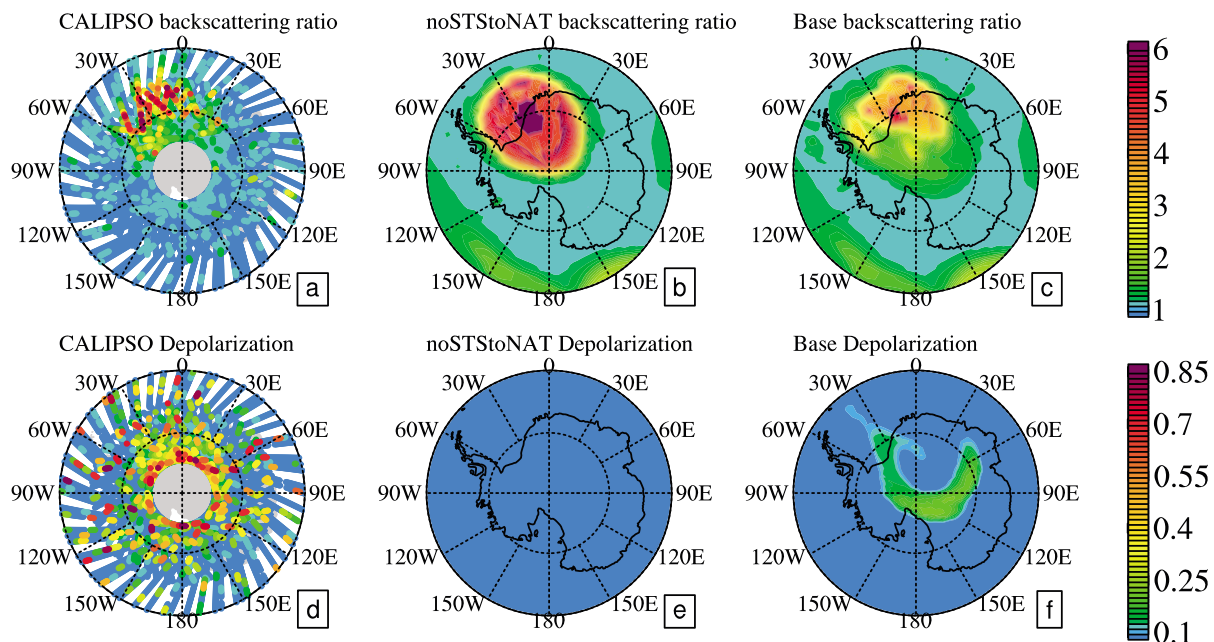 CALIPSO backscattering ratio
0
30W 30E
60W 60E
90W 90E
120W 120E
150W 150E
180
a
noSTStoNAT backscattering ratio
0
30W 30E
60W 60E
90W 90E
120W 120E
150W 150E
180
b
Base backscattering ratio
0
30W 30E
60W 60E
90W 90E
120W 120E
150W 150E
180
c
6
5
4
3
2
1
CALIPSO Depolarization
0
30W 30E
60W 60E
90W 90E
120W 120E
150W 150E
180
d
noSTStoNAT Depolarization
0
30W 30E
60W 60E
90W 90E
120W 120E
150W 150E
180
e
Base Depolarization
0
30W 30E
60W 60E
90W 90E
120W 120E
150W 150E
180
f
0.85
0.7
0.55
0.4
0.25
0.1